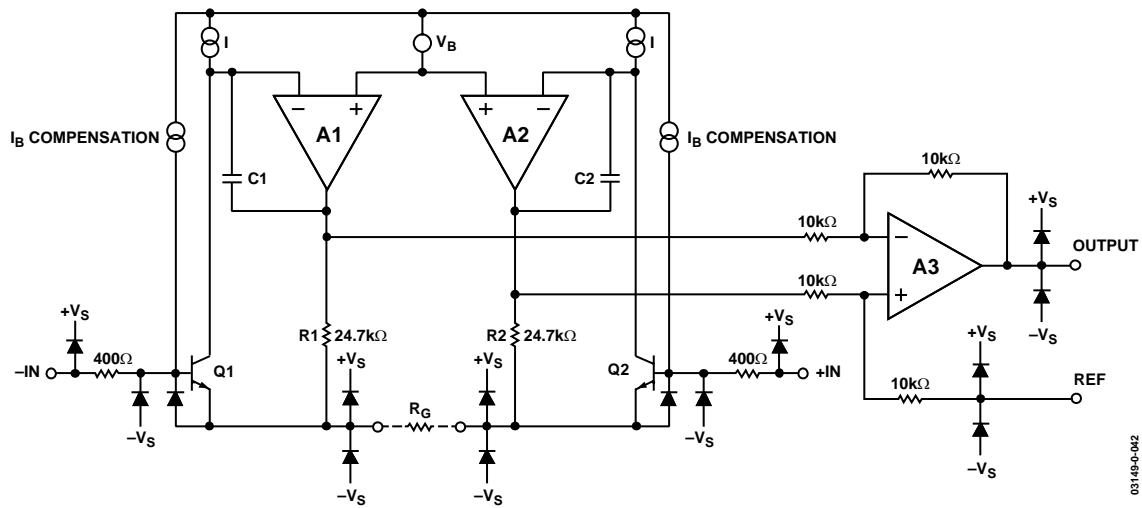 I
V_B
I
I_B COMPENSATION
− +
A1
+ −
A2
I_B COMPENSATION
C1
C2
10kΩ
+V_S
10kΩ
−
OUTPUT
A3
10kΩ
+
−V_S
R1 24.7kΩ
R2 24.7kΩ
+V_S
+V_S
+V_S
+V_S
+V_S
−IN
400Ω
Q1
Q2
400Ω
+IN
10kΩ
REF
R_G
−V_S
−V_S
−V_S
−V_S
−V_S
03149-0-042